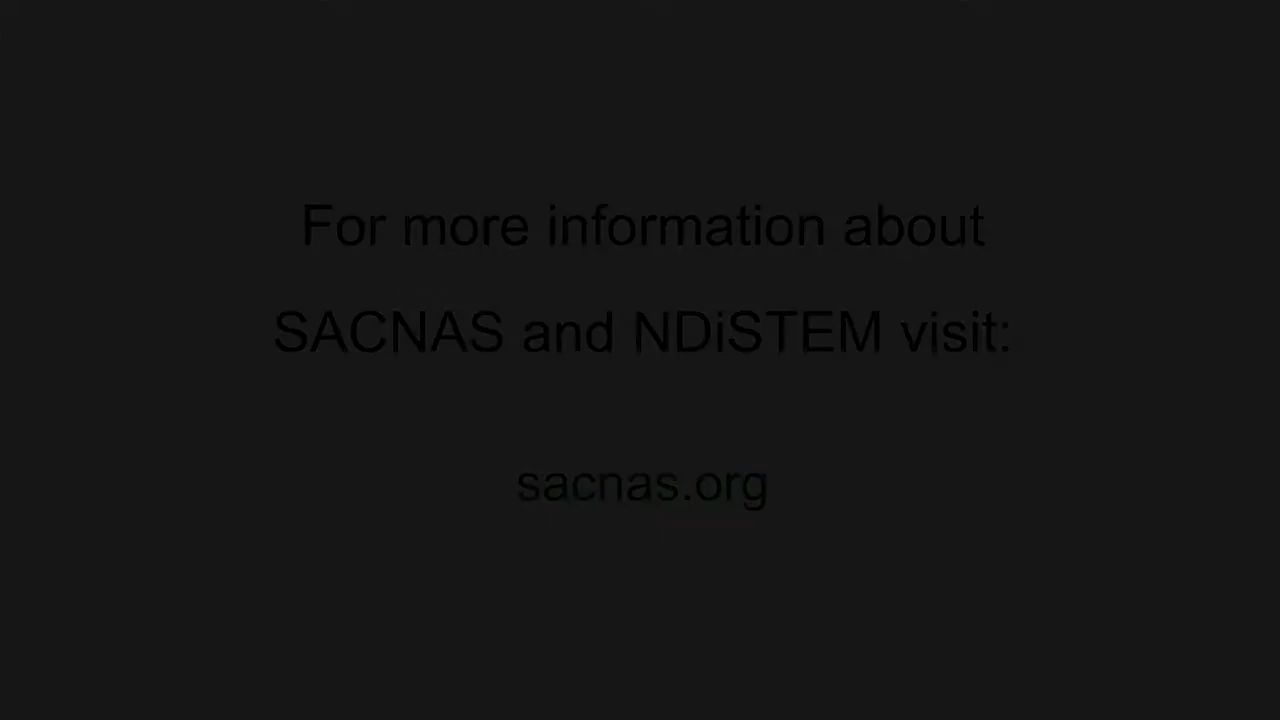 For more information about
SACNAS and NDiSTEM visit:
sacnas.org